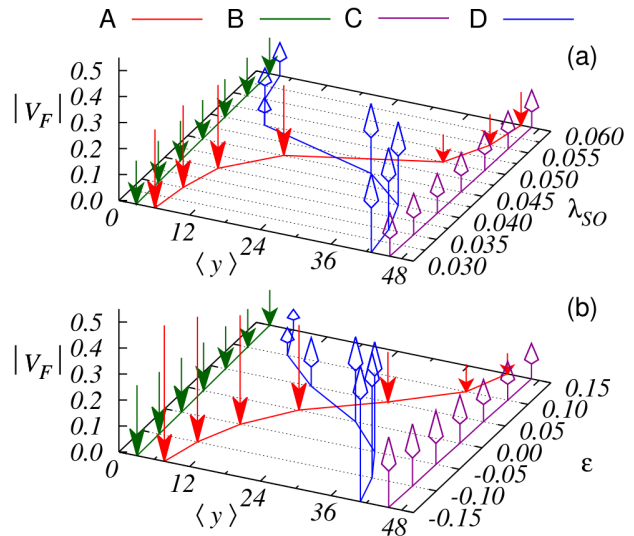 A B C D
(a)
|V_F|
0.5
0.4
0.3
0.2
0.1
0.0
0 12 24 36 48
⟨ y ⟩
0.030 0.035 0.040 0.045 0.050 0.055 0.060
λ_SO
(b)
|V_F|
0.5
0.4
0.3
0.2
0.1
0.0
0 12 24 36 48
⟨ y ⟩
-0.15 -0.10 -0.05 0.00 0.05 0.10 0.15
ε